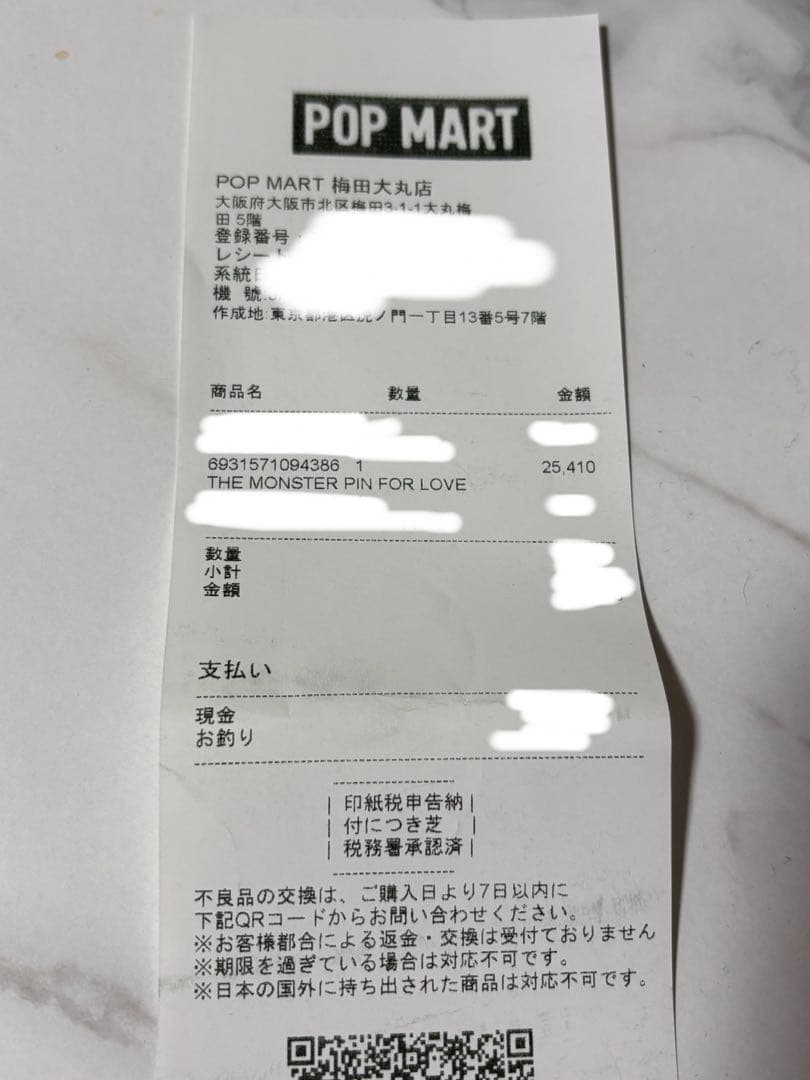 POP MART
POP MART 梅田大丸店
大阪府大阪市北区梅田3-1-1大丸梅
田 5階
登録番号
レシート
系統
機 號:
作成地:東京都港区虎ノ門一丁目13番5号7階
商品名 数量 金額
6931571094386 1 25,410
THE MONSTER PIN FOR LOVE
数量
小計
金額
支払い
現金
お釣り
印紙税申告納
付につき芝
税務署承認済
不良品の交換は、ご購入日より7日以内に
下記QRコードからお問い合わせください。
※お客様都合による返金・交換は受付ておりません
※期限を過ぎている場合は対応不可です。
※日本の国外に持ち出された商品は対応不可です。